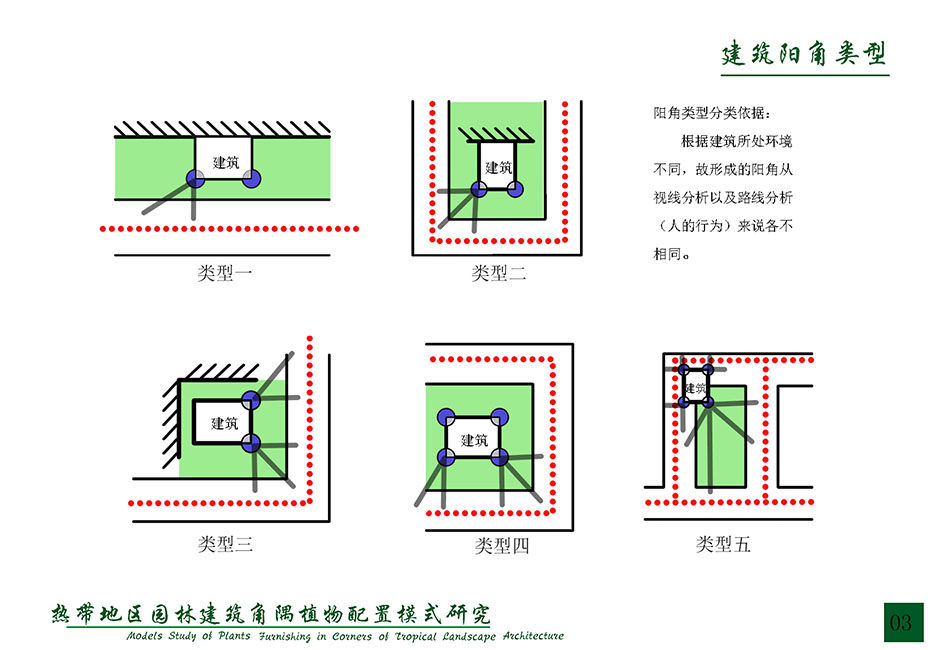 建筑阳角类型
阳角类型分类依据：
根据建筑所处环境
不同，故形成的阳角从
视线分析以及路线分析
（人的行为）来说各不
相同。
建筑
类型一
建筑
类型二
建筑
类型三
建筑
类型四
建筑
类型五
热带地区园林建筑角隅植物配置模式研究
Models Study of Plants Furnishing in Corners of Tropical Landscape Architecture
03